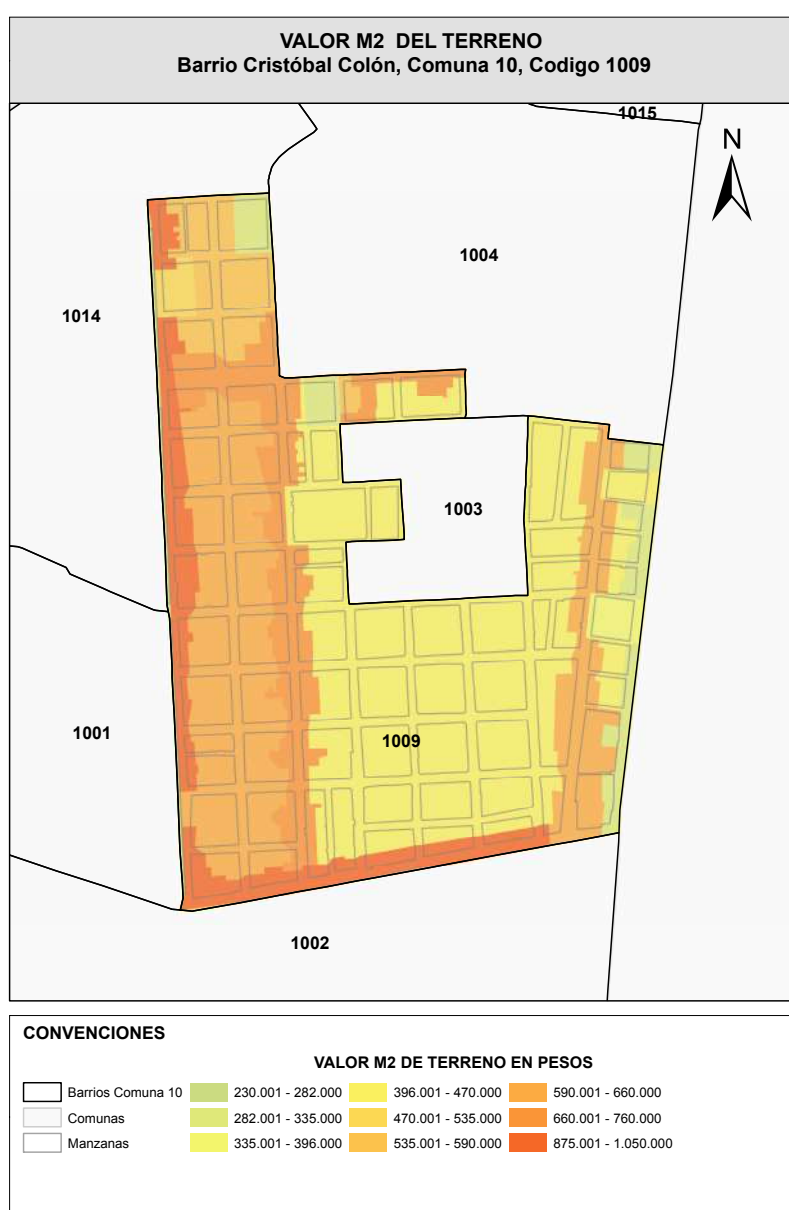 VALOR M2 DEL TERRENO
Barrio Cristóbal Colón, Comuna 10, Codigo 1009
1015
N
1004
1014
1003
1001
1009
1002
CONVENCIONES
VALOR M2 DE TERRENO EN PESOS
Barrios Comuna 10 230.001 - 282.000 396.001 - 470.000 590.001 - 660.000
Comunas 282.001 - 335.000 470.001 - 535.000 660.001 - 760.000
Manzanas 335.001 - 396.000 535.001 - 590.000 875.001 - 1.050.000